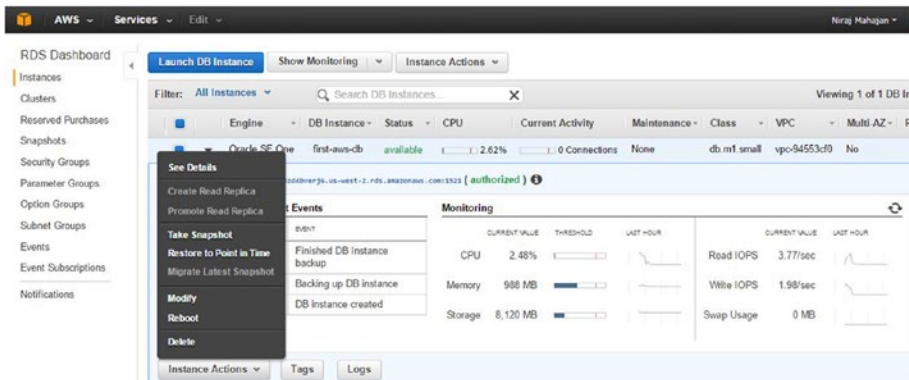 AWS Services Edit Niraj Mahajan
RDS Dashboard
Instances
Clusters
Reserved Purchases
Snapshots
Security Groups
Parameter Groups
Option Groups
Subnet Groups
Events
Event Subscriptions
Notifications
Launch DB Instance Show Monitoring Instance Actions
Filter: All Instances Search DB Instances... X Viewing 1 of 1 DB In
Engine DB Instance Status CPU Current Activity Maintenance Class VPC Multi-AZ
Oracle SE One first-aws-db available 2.62% 0 Connections None db.m1.small vpc-94553cf0 No
See Details
Create Read Replica
Promote Read Replica
Take Snapshot
Restore to Point in Time
Migrate Latest Snapshot
Modify
Reboot
Delete
.us-west-2.rds.amazonaws.com:1521 ( authorized )
t Events
EVENT
Finished DB Instance
backup
Backing up DB instance
DB instance created
Monitoring
CURRENT VALUE THRESHOLD LAST HOUR CURRENT VALUE LAST HOUR
CPU 2.48% Read IOPS 3.77/sec
Memory 988 MB Write IOPS 1.98/sec
Storage 8,120 MB Swap Usage 0 MB
Instance Actions Tags Logs